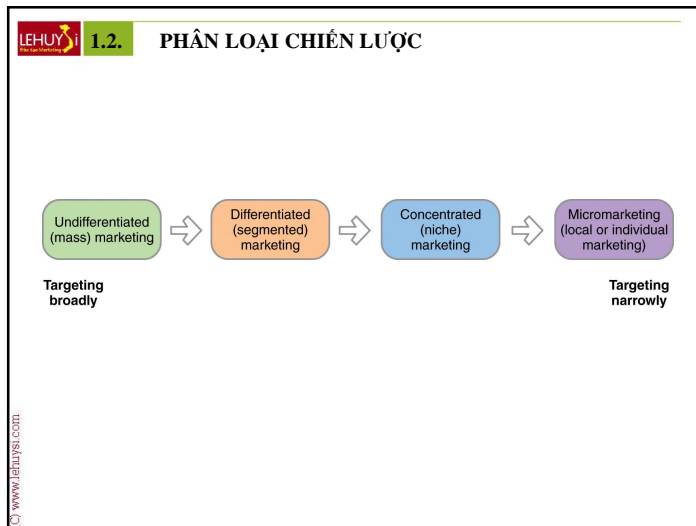 LEHUYSi
1.2.
PHÂN LOẠI CHIẾN LƯỢC
Undifferentiated
(mass) marketing
Differentiated
(segmented)
marketing
Concentrated
(niche)
marketing
Micromarketing
(local or individual
marketing)
Targeting
broadly
Targeting
narrowly
(C) www.lehuysi.com